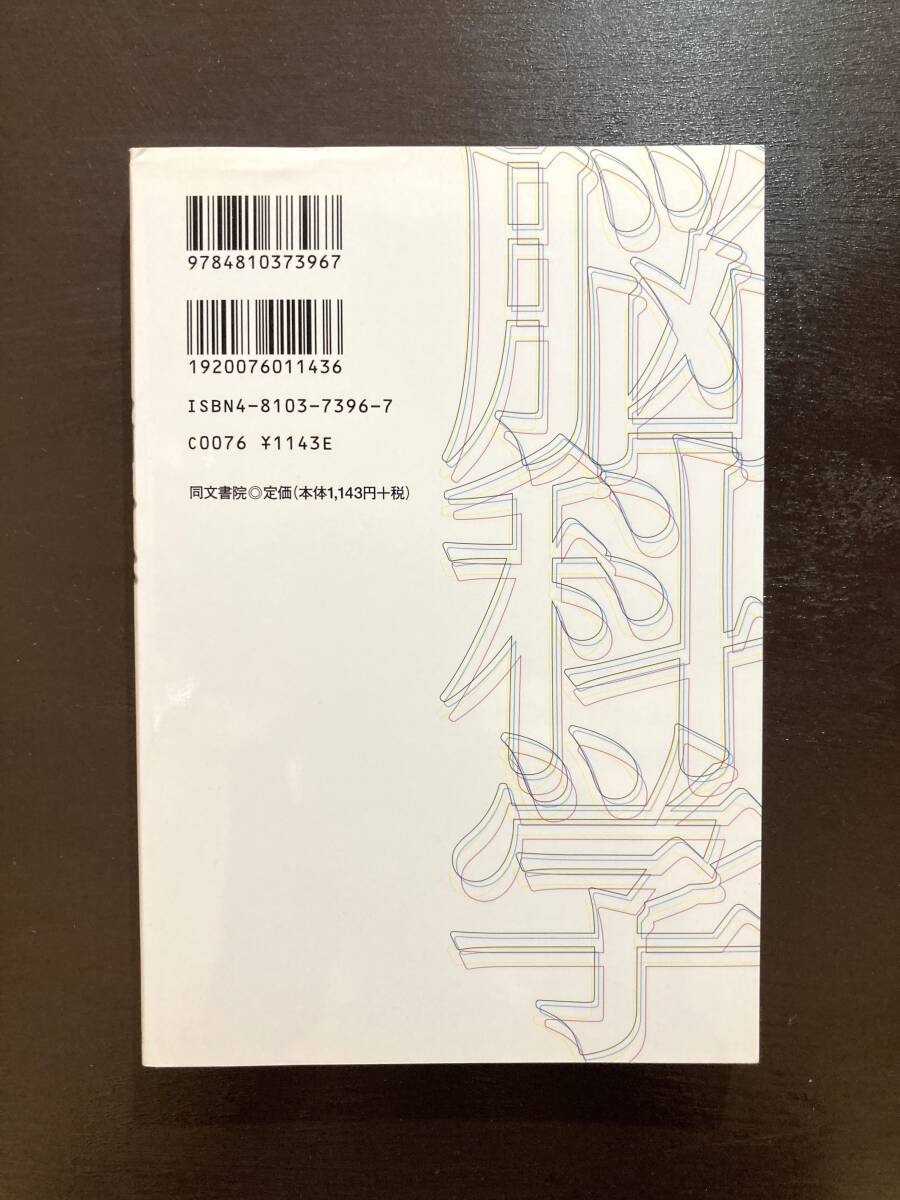 9784810373967
1920076011436
ISBN4-8103-7396-7
C0076 ¥1143E
同文書院◎定価(本体1,143円+税)
脳科学